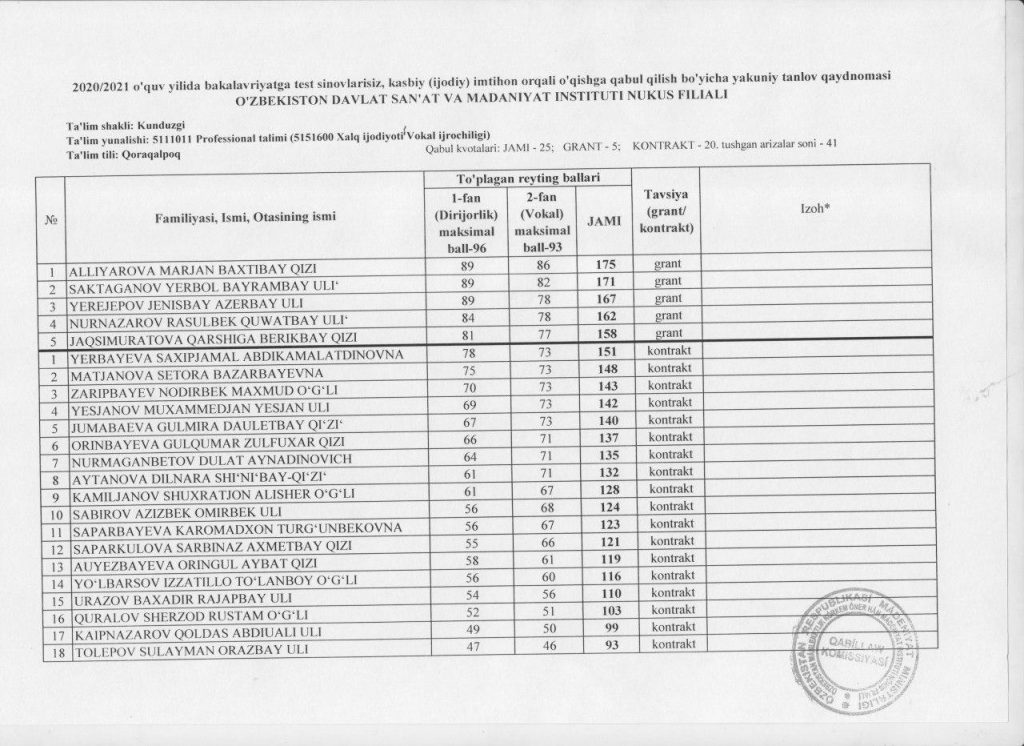 2020/2021 o'quv yilida bakalavriyatga test sinovlarisiz, kasbiy (ijodiy) imtihon orqali o'qishga qabul qilish bo'yicha yakuniy tanlov qaydnomasi
O'ZBEKISTON DAVLAT SAN'AT VA MADANIYAT INSTITUTI NUKUS FILIALI
Ta'lim shakli: Kunduzgi
Ta'lim yunalishi: 5111011 Professional talimi (5151600 Xalq ijodiyoti/Vokal ijrochiligi)
Ta'lim tili: Qoraqalpoq
Qabul kvotalari: JAMI - 25; GRANT - 5; KONTRAKT - 20. tushgan arizalar soni - 41
№ Familiyasi, Ismi, Otasining ismi To'plagan reyting ballari Tavsiya (grant/ kontrakt) Izoh*
1-fan (Dirijorlik) maksimal ball-96 2-fan (Vokal) maksimal ball-93 JAMI
1 ALLIYAROVA MARJAN BAXTIBAY QIZI 89 86 175 grant
2 SAKTAGANOV YERBOL BAYRAMBAY ULI‘ 89 82 171 grant
3 YEREJEPOV JENISBAY AZERBAY ULI 89 78 167 grant
4 NURNAZAROV RASULBEK QUWATBAY ULI‘ 84 78 162 grant
5 JAQSIMURATOVA QARSHIGA BERIKBAY QIZI 81 77 158 grant
1 YERBAYEVA SAXIPJAMAL ABDIKAMALATDINOVNA 78 73 151 kontrakt
2 MATJANOVA SETORA BAZARBAYEVNA 75 73 148 kontrakt
3 ZARIPBAYEV NODIRBEK MAXMUD O‘G‘LI 70 73 143 kontrakt
4 YESJANOV MUXAMMEDJAN YESJAN ULI 69 73 142 kontrakt
5 JUMABAEVA GULMIRA DAULETBAY QI‘ZI‘ 67 73 140 kontrakt
6 ORINBAYEVA GULQUMAR ZULFUXAR QIZI 66 71 137 kontrakt
7 NURMAGANBETOV DULAT AYNADINOVICH 64 71 135 kontrakt
8 AYTANOVA DILNARA SHI‘NI‘BAY-QI‘ZI‘ 61 71 132 kontrakt
9 KAMILJANOV SHUXRATJON ALISHER O‘G‘LI 61 67 128 kontrakt
10 SABIROV AZIZBEK OMIRBEK ULI 56 68 124 kontrakt
11 SAPARBAYEVA KAROMADXON TURG‘UNBEKOVNA 56 67 123 kontrakt
12 SAPARKULOVA SARBINAZ AXMETBAY QIZI 55 66 121 kontrakt
13 AUYEZBAYEVA ORINGUL AYBAT QIZI 58 61 119 kontrakt
14 YO‘LBARSOV IZZATILLO TO‘LANBOY O‘G‘LI 56 60 116 kontrakt
15 URAZOV BAXADIR RAJAPBAY ULI 54 56 110 kontrakt
16 QURALOV SHERZOD RUSTAM O‘G‘LI 52 51 103 kontrakt
17 KAIPNAZAROV QOLDAS ABDIUALI ULI 49 50 99 kontrakt
18 TOLEPOV SULAYMAN ORAZBAY ULI 47 46 93 kontrakt
QABILLAW
KOMISSIYASI